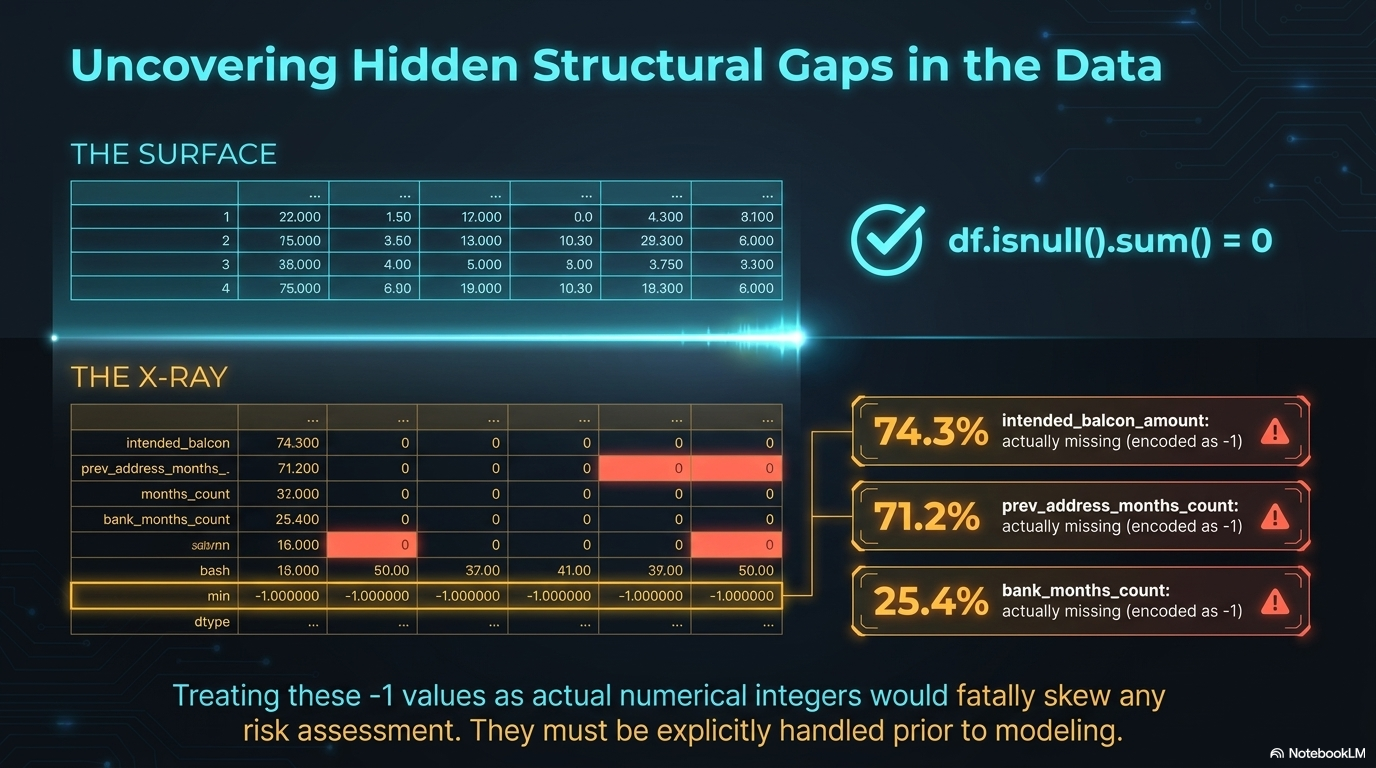 Uncovering Hidden Structural Gaps in the Data
THE SURFACE
... ... ... ... ... ...
1 22.000 1.50 17.000 0.0 4.300 8.100
2 75.000 3.50 13.000 10.30 29.300 6.000
3 38.000 4.00 5.000 8.00 3.750 3.300
4 75.000 6.90 19.000 10.30 18.300 6.000
df.isnull().sum() = 0
THE X-RAY
... ... ... ... ... ...
intended_balcon 74.300 0 0 0 0 0
prev_address_months_. 71.200 0 0 0 0 0
months_count 32.000 0 0 0 0 0
bank_months_count 25.400 0 0 0 0 0
16.000 0 0 0 0 0
bash 18.000 50.00 37.00 41.00 39.00 50.00
min -1.000000 -1.000000 -1.000000 -1.000000 -1.000000 -1.000000
dtype ... ... ... ... ... ...
74.3% intended_balcon_amount:
actually missing (encoded as -1)
71.2% prev_address_months_count:
actually missing (encoded as -1)
25.4% bank_months_count:
actually missing (encoded as -1)
Treating these -1 values as actual numerical integers would fatally skew any
risk assessment. They must be explicitly handled prior to modeling.
NotebookLM